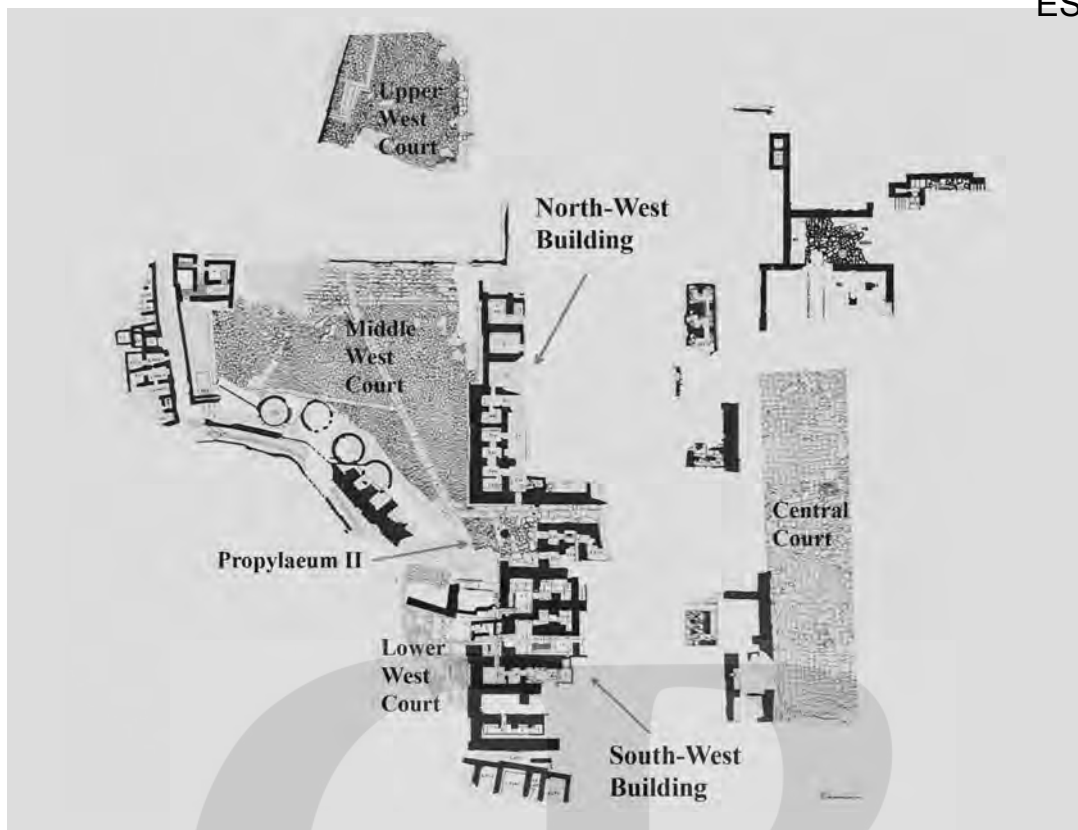 ES
Upper
West
Court
North-West
Building
Middle
West
Court
Central
Court
Propylaeum II
Lower
West
Court
South-West
Building